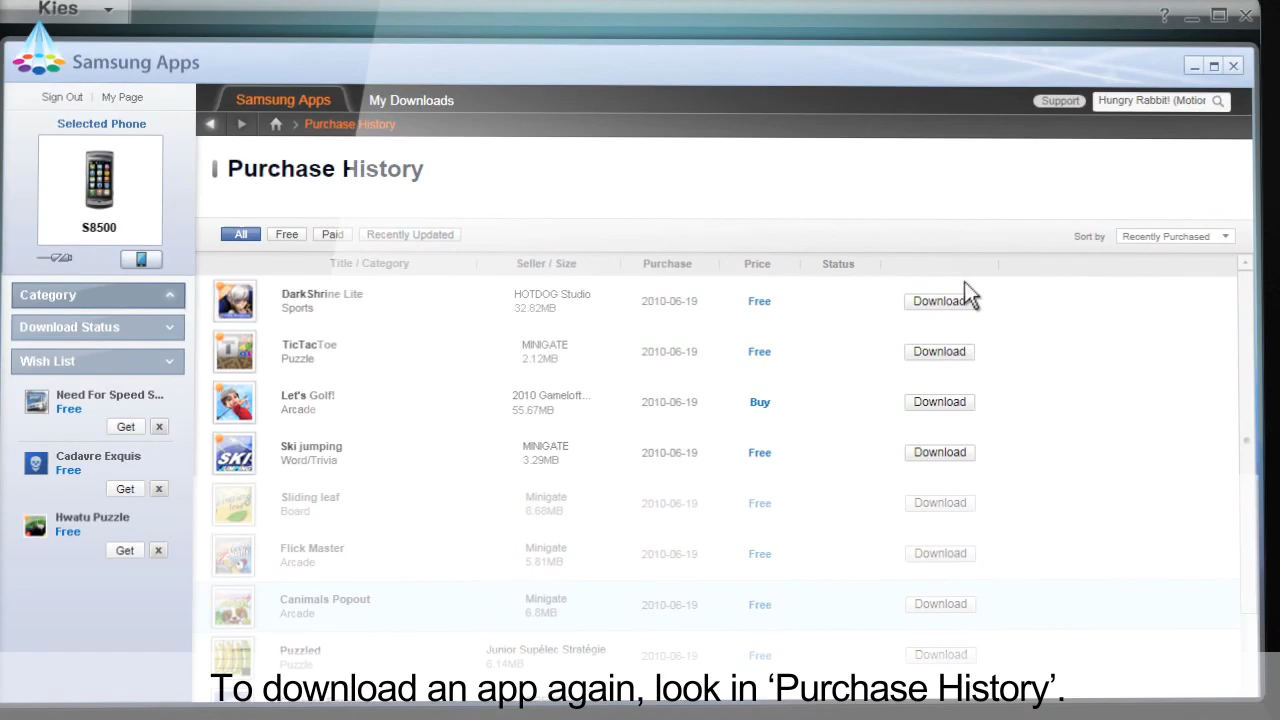 Kies
Samsung Apps
Sign Out | My Page
Selected Phone
S8500
Category
Download Status
Wish List
Need For Speed S...
Free
Get x
Cadavre Exquis
Free
Get x
Hwatu Puzzle
Free
Get x
Samsung Apps My Downloads
Support Hungry Rabbit! (Motior
> Purchase History
Purchase History
All Free Paid Recently Updated
Sort by Recently Purchased
Title / Category Seller / Size Purchase Price Status
DarkShrine Lite HOTDOG Studio
Sports 32.82MB 2010-06-19 Free Download
TicTacToe MINIGATE
Puzzle 2.12MB 2010-06-19 Free Download
Let's Golf! 2010 Gameloft...
Arcade 55.67MB 2010-06-19 Buy Download
Ski jumping MINIGATE
Word/Trivia 3.29MB 2010-06-19 Free Download
Sliding leaf Minigate
Board 8.68MB 2010-06-19 Free Download
Flick Master Minigate
Arcade 5.81MB 2010-06-19 Free Download
Canimals Popout Minigate
Arcade 6.8MB 2010-06-19 Free Download
Puzzled Junior Supélec Stratégie
Puzzle 6.14MB 2010-06-19 Free Download
To download an app again, look in ‘Purchase History’.